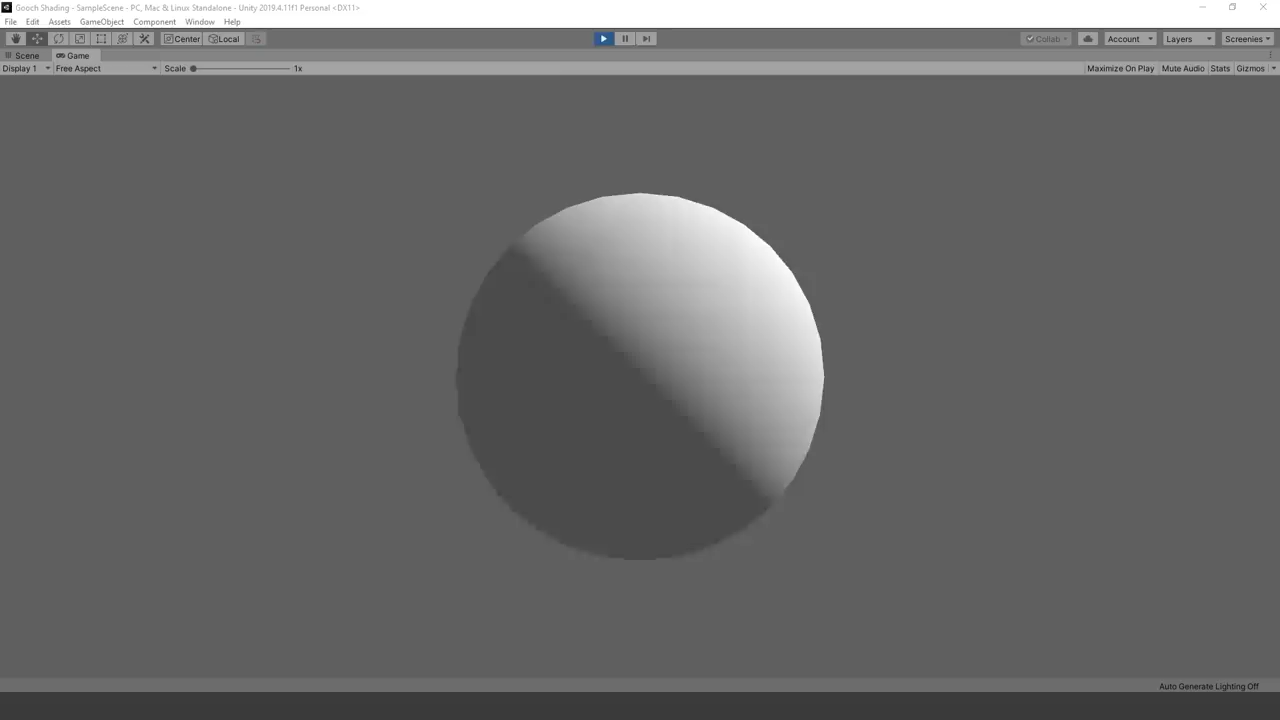 Gooch Shading - SampleScene - PC, Mac & Linux Standalone - Unity 2019.4.11f1 Personal <DX11>
File Edit Assets GameObject Component Window Help
Center Local Collab Account Layers Screenies
Scene Game
Display 1 Free Aspect Scale 1x Maximize On Play Mute Audio Stats Gizmos
Auto Generate Lighting Off